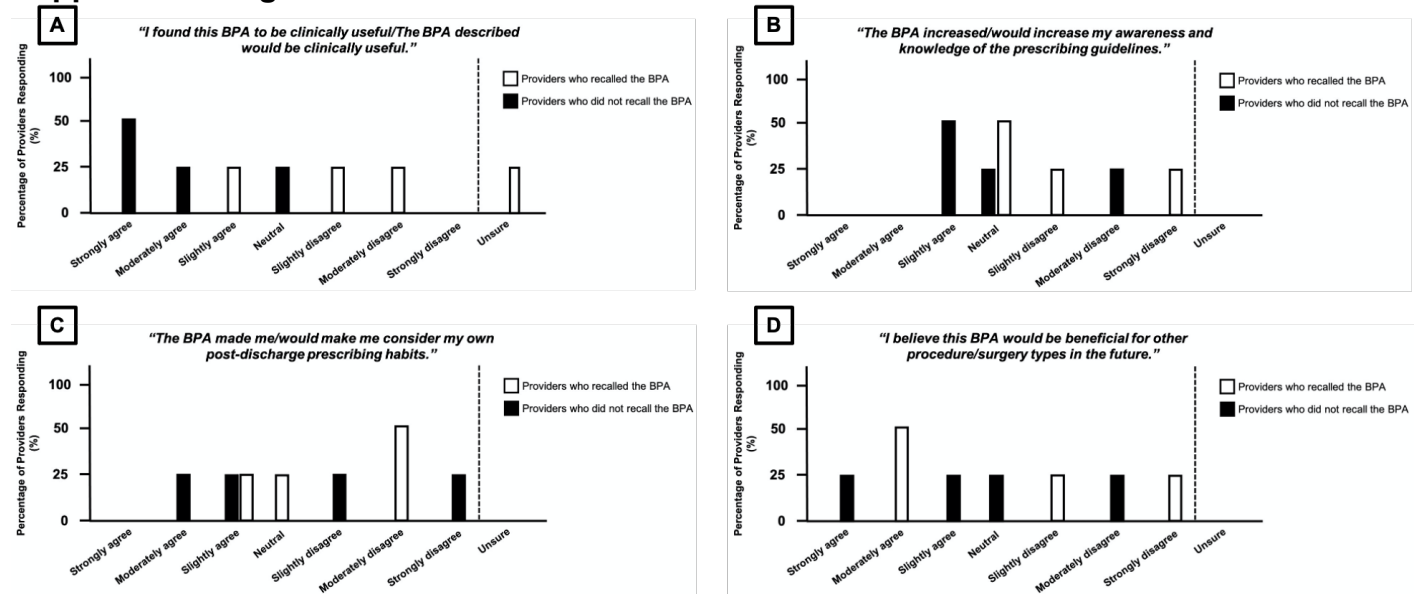 A
“I found this BPA to be clinically useful/The BPA described
would be clinically useful.”
Percentage of Providers Responding
(%)
100
50
25
0
Providers who recalled the BPA
Providers who did not recall the BPA
Strongly agree
Moderately agree
Slightly agree
Neutral
Slightly disagree
Moderately disagree
Strongly disagree
Unsure
B
“The BPA increased/would increase my awareness and
knowledge of the prescribing guidelines.”
Percentage of Providers Responding
(%)
100
50
25
0
Providers who recalled the BPA
Providers who did not recall the BPA
Strongly agree
Moderately agree
Slightly agree
Neutral
Slightly disagree
Moderately disagree
Strongly disagree
Unsure
C
“The BPA made me/would make me consider my own
post-discharge prescribing habits.”
Percentage of Providers Responding
(%)
100
50
25
0
Providers who recalled the BPA
Providers who did not recall the BPA
Strongly agree
Moderately agree
Slightly agree
Neutral
Slightly disagree
Moderately disagree
Strongly disagree
Unsure
D
“I believe this BPA would be beneficial for other
procedure/surgery types in the future.”
Percentage of Providers Responding
(%)
100
50
25
0
Providers who recalled the BPA
Providers who did not recall the BPA
Strongly agree
Moderately agree
Slightly agree
Neutral
Slightly disagree
Moderately disagree
Strongly disagree
Unsure